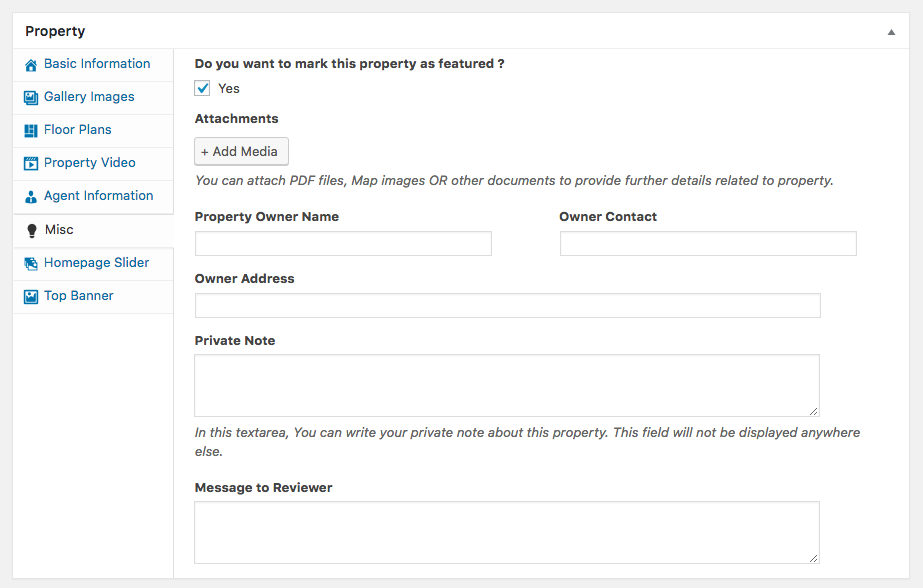 Property
Basic Information
Gallery Images
Floor Plans
Property Video
Agent Information
Misc
Homepage Slider
Top Banner
Do you want to mark this property as featured ?
Yes
Attachments
+ Add Media
You can attach PDF files, Map images OR other documents to provide further details related to property.
Property Owner Name
Owner Contact
Owner Address
Private Note
In this textarea, You can write your private note about this property. This field will not be displayed anywhere
else.
Message to Reviewer